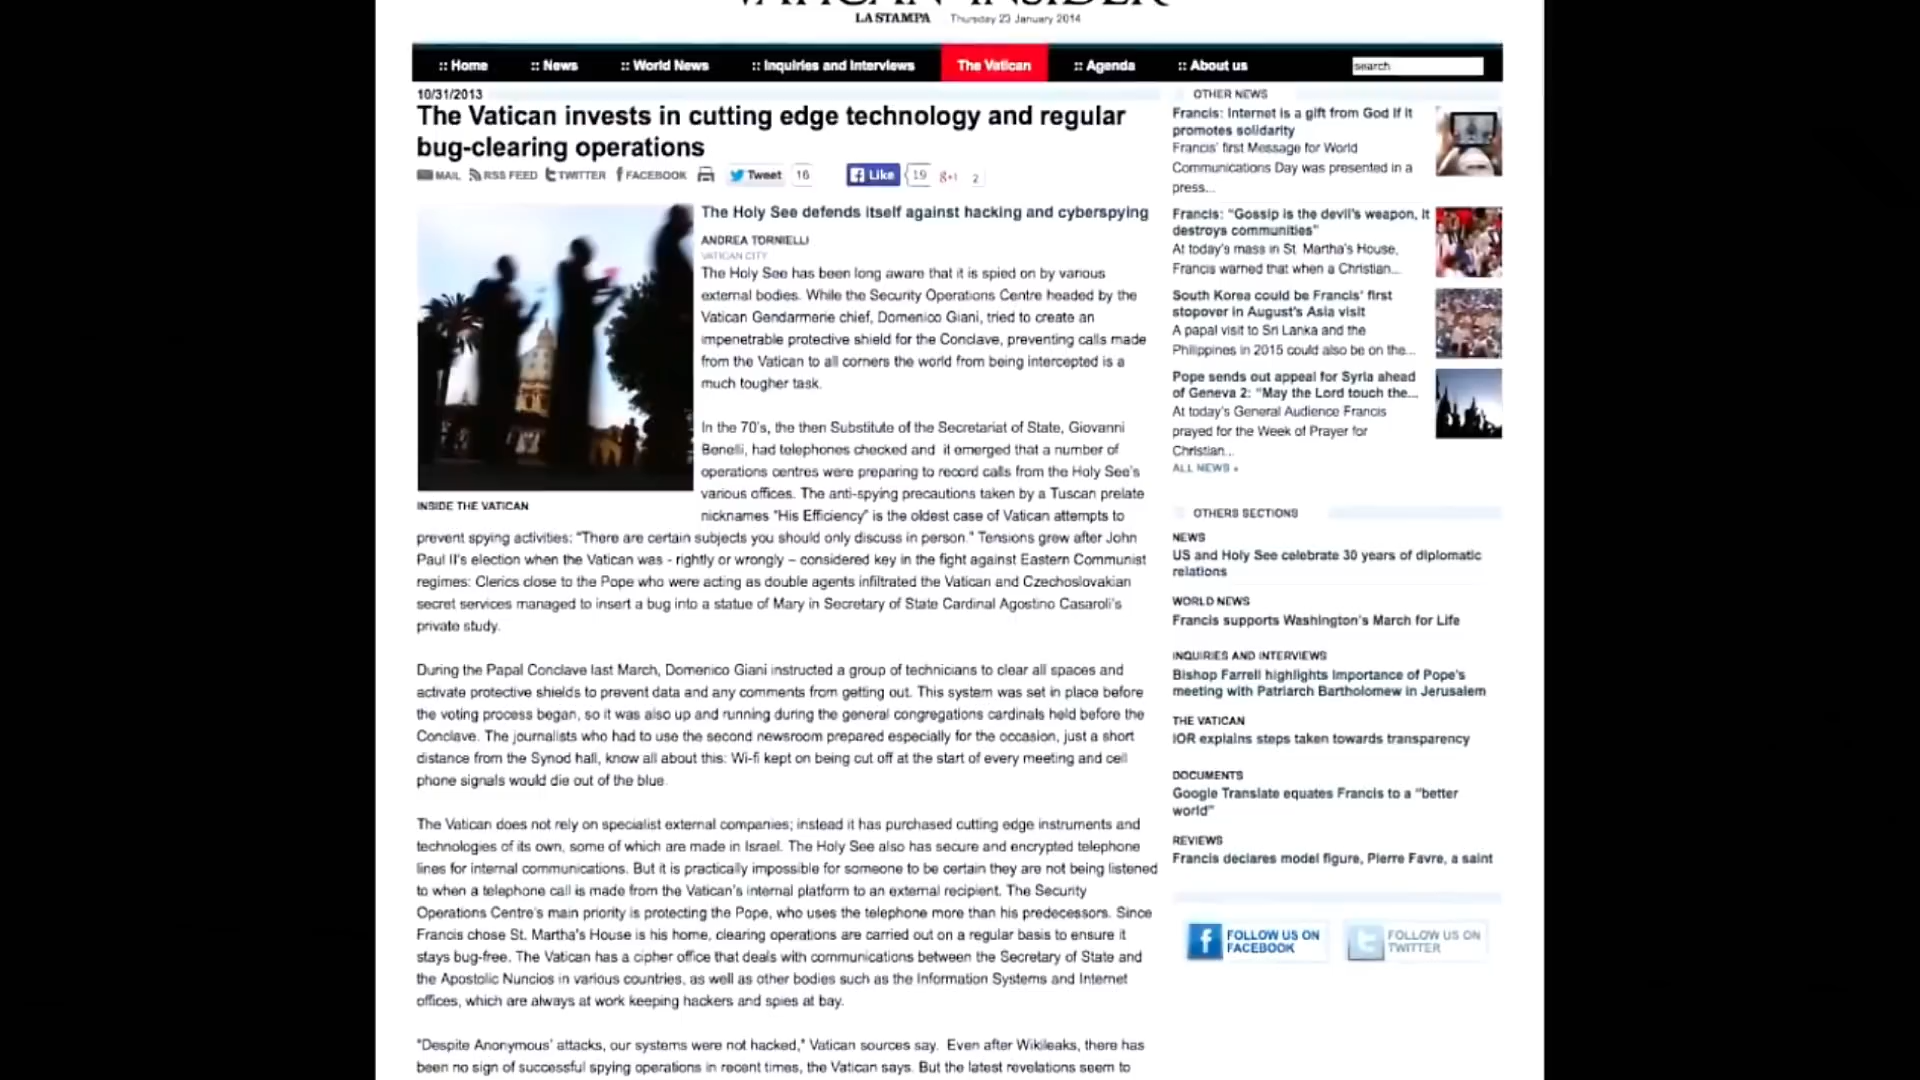 VATICAN INSIDER
LA STAMPA Thursday 23 January 2014
:: Home :: News :: World News :: Inquiries and Interviews The Vatican :: Agenda :: About us search
10/31/2013
The Vatican invests in cutting edge technology and regular
bug-clearing operations
MAIL RSS FEED TWITTER FACEBOOK Tweet 16 Like 19 g+1 2
The Holy See defends itself against hacking and cyberspying
ANDREA TORNIELLI
VATICAN CITY
The Holy See has been long aware that it is spied on by various
external bodies. While the Security Operations Centre headed by the
Vatican Gendarmerie chief, Domenico Giani, tried to create an
impenetrable protective shield for the Conclave, preventing calls made
from the Vatican to all corners the world from being intercepted is a
much tougher task.
In the 70's, the then Substitute of the Secretariat of State, Giovanni
Benelli, had telephones checked and it emerged that a number of
operations centres were preparing to record calls from the Holy See's
various offices. The anti-spying precautions taken by a Tuscan prelate
nicknames "His Efficiency" is the oldest case of Vatican attempts to
INSIDE THE VATICAN
prevent spying activities: "There are certain subjects you should only discuss in person." Tensions grew after John
Paul II's election when the Vatican was - rightly or wrongly – considered key in the fight against Eastern Communist
regimes: Clerics close to the Pope who were acting as double agents infiltrated the Vatican and Czechoslovakian
secret services managed to insert a bug into a statue of Mary in Secretary of State Cardinal Agostino Casaroli's
private study.
During the Papal Conclave last March, Domenico Giani instructed a group of technicians to clear all spaces and
activate protective shields to prevent data and any comments from getting out. This system was set in place before
the voting process began, so it was also up and running during the general congregations cardinals held before the
Conclave. The journalists who had to use the second newsroom prepared especially for the occasion, just a short
distance from the Synod hall, know all about this: Wi-fi kept on being cut off at the start of every meeting and cell
phone signals would die out of the blue.
The Vatican does not rely on specialist external companies; instead it has purchased cutting edge instruments and
technologies of its own, some of which are made in Israel. The Holy See also has secure and encrypted telephone
lines for internal communications. But it is practically impossible for someone to be certain they are not being listened
to when a telephone call is made from the Vatican's internal platform to an external recipient. The Security
Operations Centre's main priority is protecting the Pope, who uses the telephone more than his predecessors. Since
Francis chose St. Martha's House is his home, clearing operations are carried out on a regular basis to ensure it
stays bug-free. The Vatican has a cipher office that deals with communications between the Secretary of State and
the Apostolic Nuncios in various countries, as well as other bodies such as the Information Systems and Internet
offices, which are always at work keeping hackers and spies at bay.
"Despite Anonymous' attacks, our systems were not hacked," Vatican sources say. Even after Wikileaks, there has
been no sign of successful spying operations in recent times, the Vatican says. But the latest revelations seem to
OTHER NEWS
Francis: Internet is a gift from God if it
promotes solidarity
Francis' first Message for World
Communications Day was presented in a
press...
Francis: "Gossip is the devil's weapon, it
destroys communities"
At today's mass in St. Martha's House,
Francis warned that when a Christian...
South Korea could be Francis' first
stopover in August's Asia visit
A papal visit to Sri Lanka and the
Philippines in 2015 could also be on the...
Pope sends out appeal for Syria ahead
of Geneva 2: "May the Lord touch the...
At today's General Audience Francis
prayed for the Week of Prayer for
Christian...
ALL NEWS »
OTHERS SECTIONS
NEWS
US and Holy See celebrate 30 years of diplomatic
relations
WORLD NEWS
Francis supports Washington's March for Life
INQUIRIES AND INTERVIEWS
Bishop Farrell highlights importance of Pope's
meeting with Patriarch Bartholomew in Jerusalem
THE VATICAN
IOR explains steps taken towards transparency
DOCUMENTS
Google Translate equates Francis to a "better
world"
REVIEWS
Francis declares model figure, Pierre Favre, a saint
FOLLOW US ON
FACEBOOK
FOLLOW US ON
TWITTER